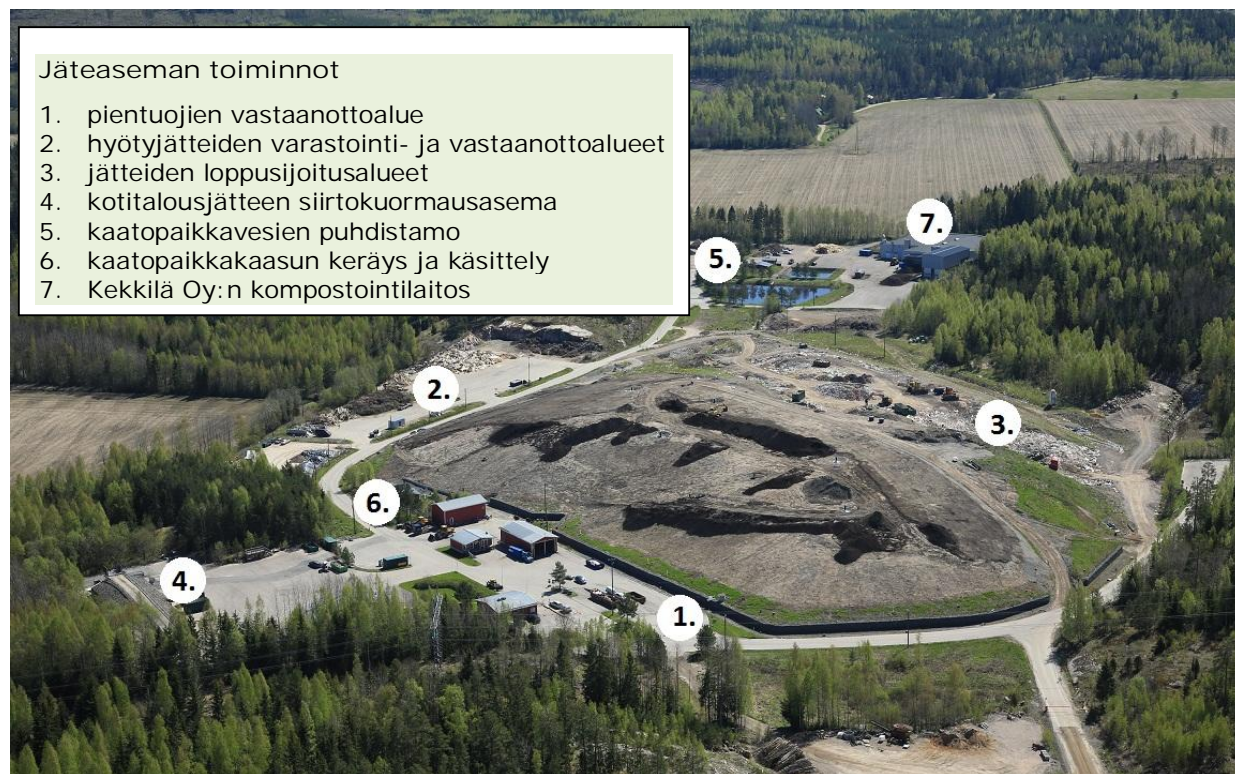 Jäteaseman toiminnot
1. pientuojien vastaanottoalue
2. hyötyjätteiden varastointi- ja vastaanottoalueet
3. jätteiden loppusijoitusalueet
4. kotitalousjätteen siirtokuormausasema
5. kaatopaikkavesien puhdistamo
6. kaatopaikkakaasun keräys ja käsittely
7. Kekkilä Oy:n kompostointilaitos
7.
5.
2.
3.
6.
4.
1.